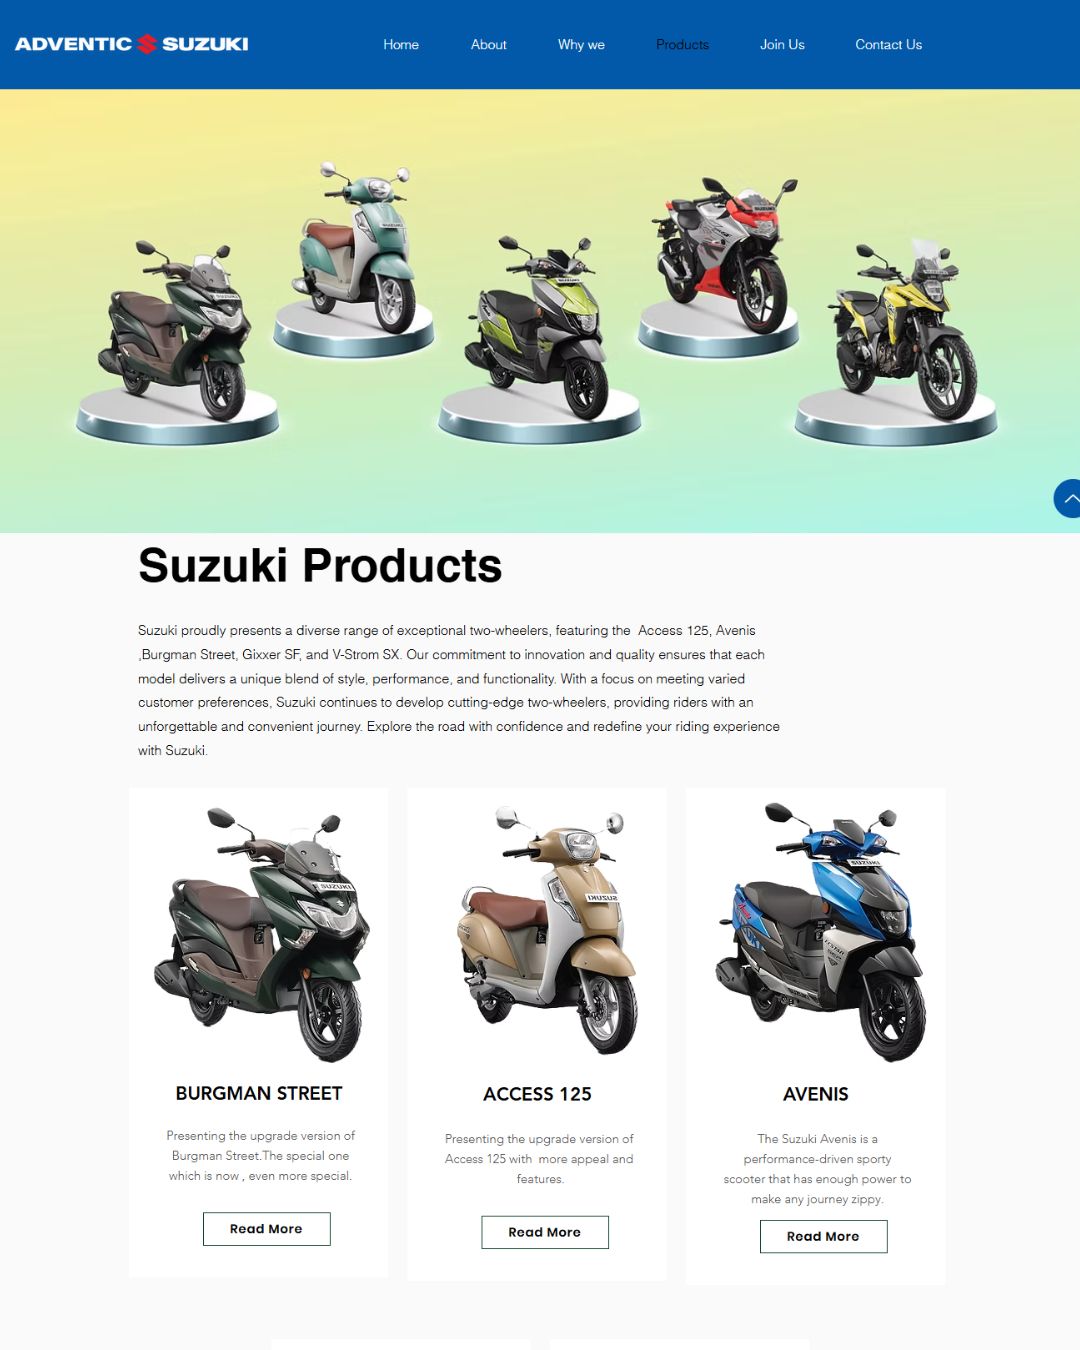 ADVENTIC SUZUKI
Home
About
Why we
Products
Join Us
Contact Us
Suzuki Products
Suzuki proudly presents a diverse range of exceptional two-wheelers, featuring the  Access 125, Avenis
,Burgman Street, Gixxer SF, and V-Strom SX. Our commitment to innovation and quality ensures that each
model delivers a unique blend of style, performance, and functionality. With a focus on meeting varied
customer preferences, Suzuki continues to develop cutting-edge two-wheelers, providing riders with an
unforgettable and convenient journey. Explore the road with confidence and redefine your riding experience
with Suzuki.
SUZUKI
BURGMAN STREET
Presenting the upgrade version of
Burgman Street.The special one
which is now , even more special.
Read More
SUZUKI
ACCESS 125
Presenting the upgrade version of
Access 125 with  more appeal and
features.
Read More
SUZUKI
AVENIS
The Suzuki Avenis is a
performance-driven sporty
scooter that has enough power to
make any journey zippy.
Read More